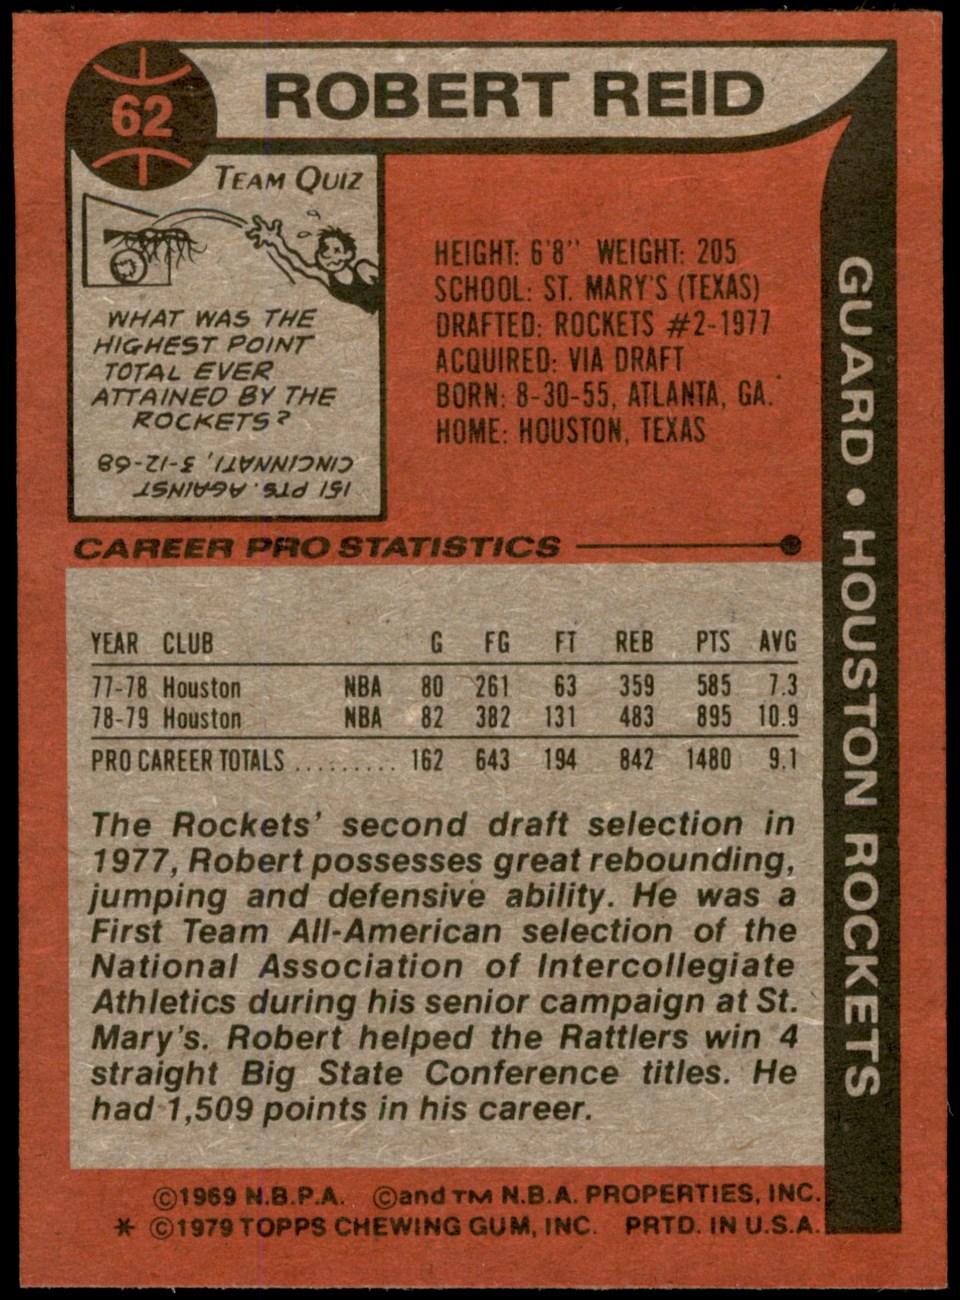 62
ROBERT REID
TEAM QUIZ
WHAT WAS THE
HIGHEST POINT
TOTAL EVER
ATTAINED BY THE
ROCKETS?
151 PTS. AGAINST
CINCINNATI, 3-12-68
HEIGHT: 6'8" WEIGHT: 205
SCHOOL: ST. MARY'S (TEXAS)
DRAFTED: ROCKETS #2-1977
ACQUIRED: VIA DRAFT
BORN: 8-30-55, ATLANTA, GA.
HOME: HOUSTON, TEXAS
GUARD • HOUSTON ROCKETS
CAREER PRO STATISTICS
YEAR CLUB G FG FT REB PTS AVG
77-78 Houston NBA 80 261 63 359 585 7.3
78-79 Houston NBA 82 382 131 483 895 10.9
PRO CAREER TOTALS ......... 162 643 194 842 1480 9.1
The Rockets' second draft selection in
1977, Robert possesses great rebounding,
jumping and defensive ability. He was a
First Team All-American selection of the
National Association of Intercollegiate
Athletics during his senior campaign at St.
Mary's. Robert helped the Rattlers win 4
straight Big State Conference titles. He
had 1,509 points in his career.
©1969 N.B.P.A. ©and TM N.B.A. PROPERTIES, INC.
* ©1979 TOPPS CHEWING GUM, INC. PRTD. IN U.S.A.